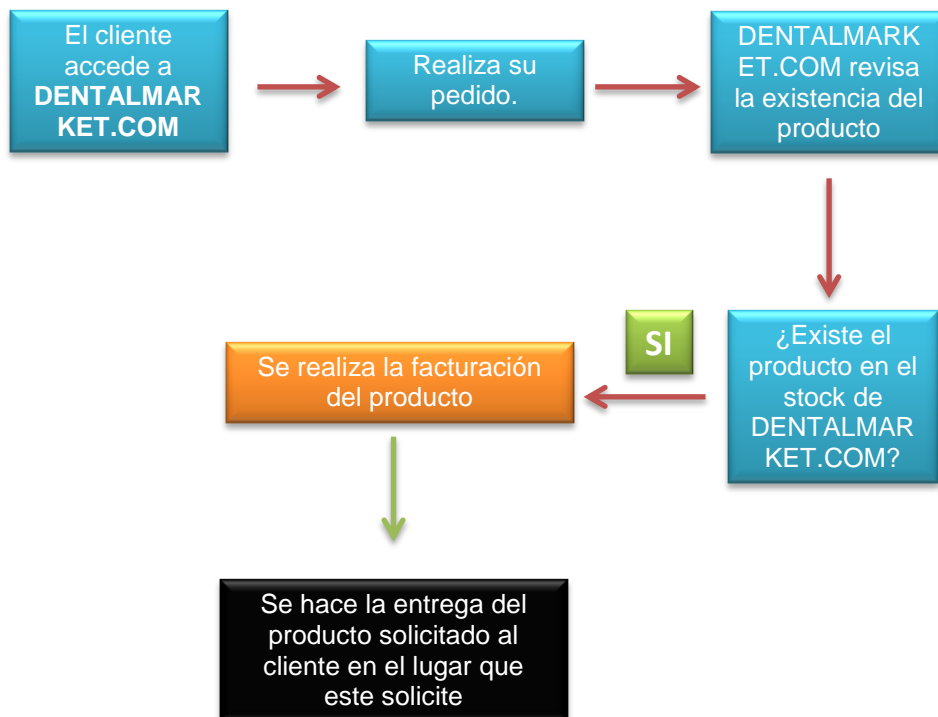 El cliente
accede a
DENTALMAR
KET.COM
Realiza su
pedido.
DENTALMARK
ET.COM revisa
la existencia del
producto
¿Existe el
producto en el
stock de
DENTALMAR
KET.COM?
SI
Se realiza la facturación
del producto
Se hace la entrega del
producto solicitado al
cliente en el lugar que
este solicite